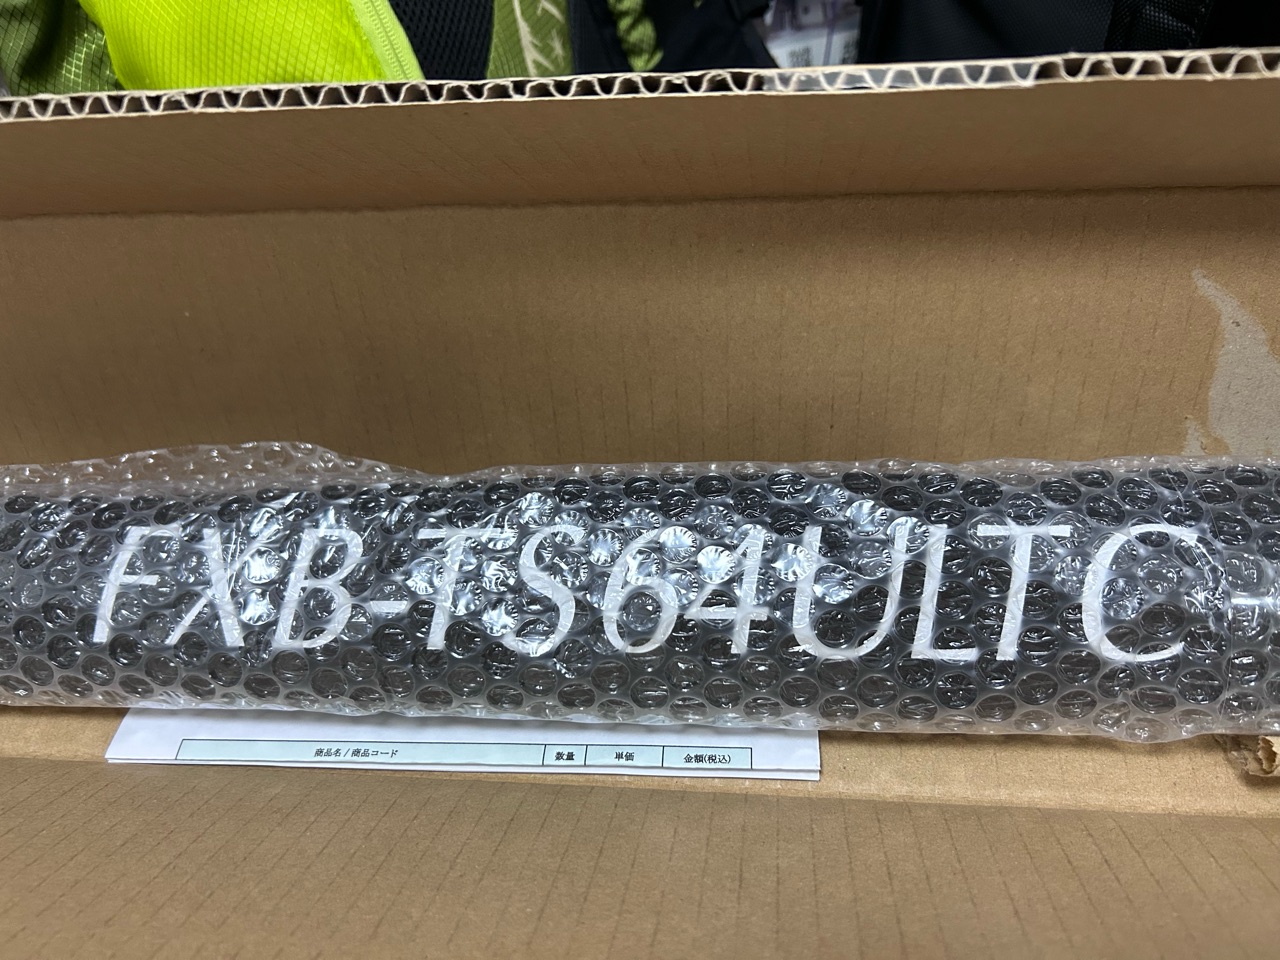 FXB-TS64ULTC
商品名 / 商品コード 数量 単価 金額(税込)